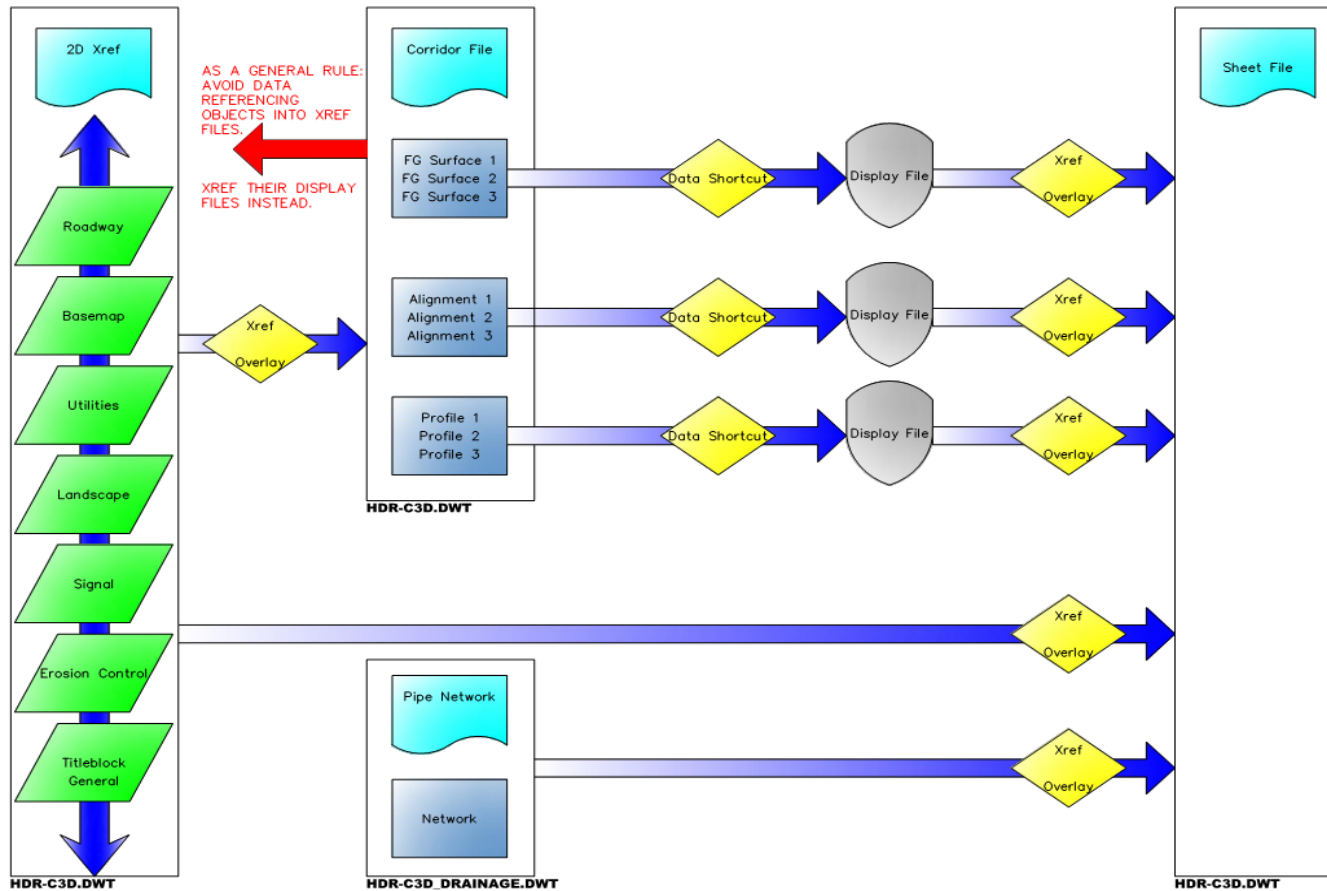 2D Xref
Roadway
Basemap
Utilities
Landscape
Signal
Erosion Control
Titleblock
General
HDR-C3D.DWT
AS A GENERAL RULE:
AVOID DATA
REFERENCING
OBJECTS INTO XREF
FILES.
XREF THEIR DISPLAY
FILES INSTEAD.
Xref
Overlay
Corridor File
FG Surface 1
FG Surface 2
FG Surface 3
Data Shortcut
Display File
Xref
Overlay
Alignment 1
Alignment 2
Alignment 3
Data Shortcut
Display File
Xref
Overlay
Profile 1
Profile 2
Profile 3
Data Shortcut
Display File
Xref
Overlay
HDR-C3D.DWT
Xref
Overlay
Pipe Network
Network
Xref
Overlay
HDR-C3D_DRAINAGE.DWT
Sheet File
HDR-C3D.DWT